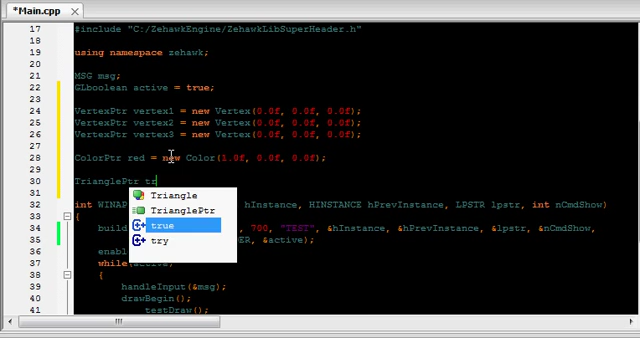 *Main.cpp
17 #include "C:/ZehawkEngine/ZehawkLibSuperHeader.h"
18
19 using namespace zehawk;
20
21 MSG msg;
22 GLboolean active = true;
23
24 VertexPtr vertex1 = new Vertex(0.0f, 0.0f, 0.0f);
25 VertexPtr vertex2 = new Vertex(0.0f, 0.0f, 0.0f);
26 VertexPtr vertex3 = new Vertex(0.0f, 0.0f, 0.0f);
27
28 ColorPtr red = new Color(1.0f, 0.0f, 0.0f);
29
30 TrianglePtr tr
31 Triangle
TrianglePtr
32 int WINAP hInstance, HINSTANCE hPrevInstance, LPSTR lpstr, int nCmdShow)
33 {
true
34 build , 700, "TEST", &hInstance, &hPrevInstance, &lpstr, &nCmdShow,
try
35 ER, &active);
36 enabl
37 while(
38 {
39 handleInput(&msg);
40 drawBegin();
41 testDraw();